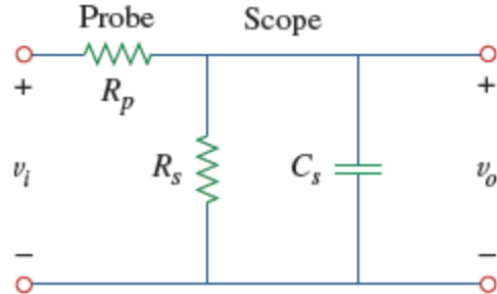 Probe Scope
+ R_p +
v_i R_s C_s v_o
− −